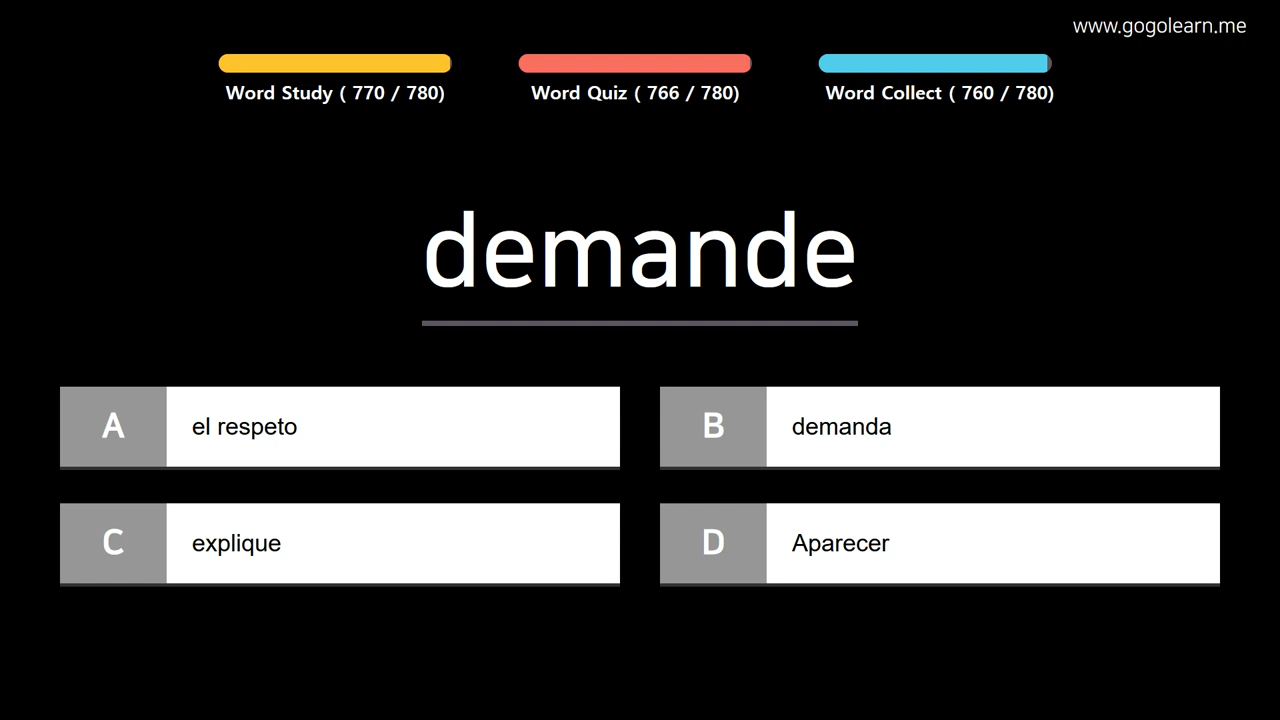 www.gogolearn.me
Word Study ( 770 / 780)
Word Quiz ( 766 / 780)
Word Collect ( 760 / 780)
demande
A
el respeto
B
demanda
C
explique
D
Aparecer